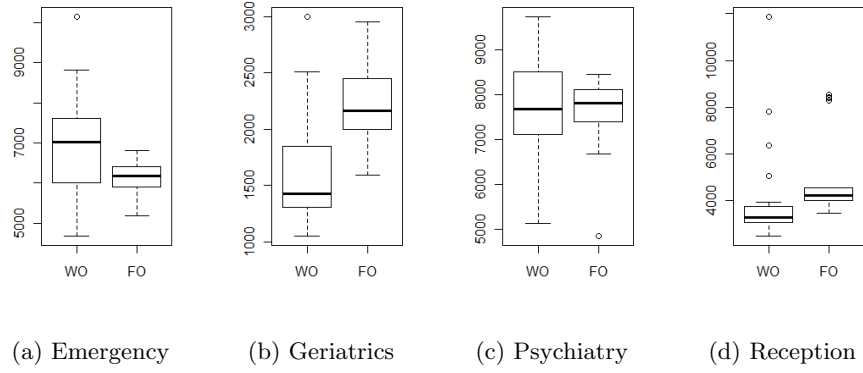 5000 7000 9000
WO FO
(a) Emergency
1000 1500 2000 2500 3000
WO FO
(b) Geriatrics
5000 6000 7000 8000 9000
WO FO
(c) Psychiatry
4000 6000 8000 10000
WO FO
(d) Reception